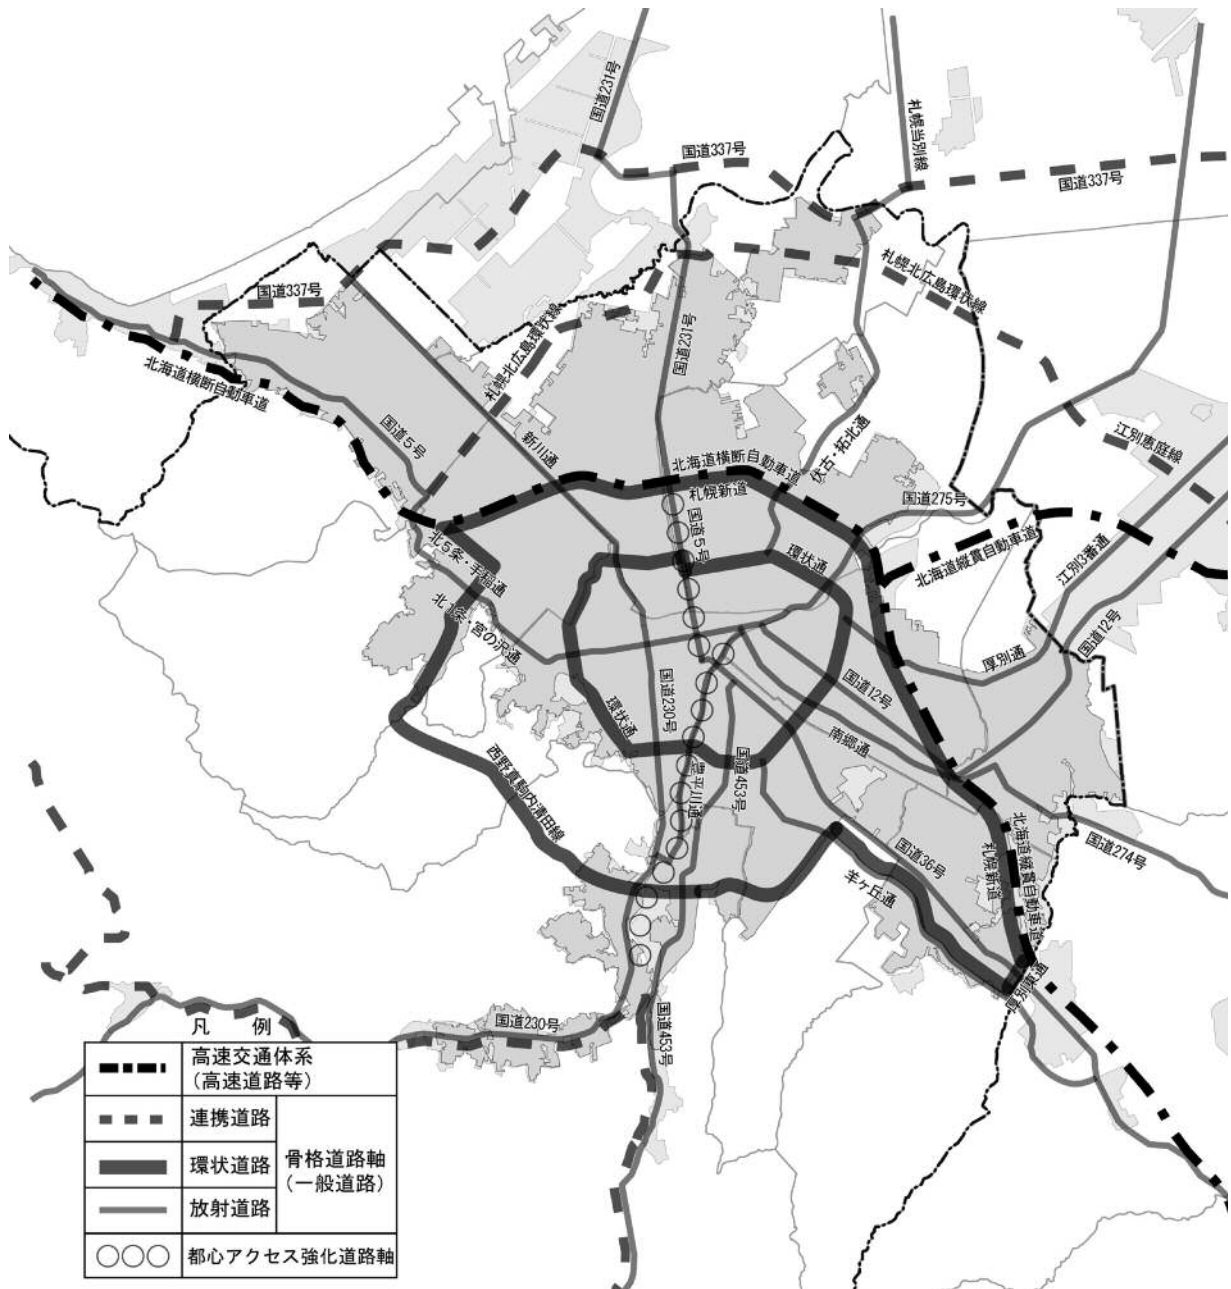 国道231号
国道337号
札幌当別線
国道337号
札幌北広島環状線
国道337号
国道231号
札幌北広島環状線
北海道横断自動車道
国道5号
新川通
北海道横断自動車道
札幌新道
伏古・拓北通
国道275号
江別恵庭線
国道5号
環状通
北海道縦貫自動車道
江別3番通
北5条・手稲通
北1条・宮の沢通
厚別通
国道12号
国道12号
国道230号
環状通
南郷通
国道453号
豊平川通
西野真駒内清田線
国道36号
羊ヶ丘通
札幌新道
北海道縦貫自動車道
国道274号
厚別東通
国道230号
国道453号
凡 例
高速交通体系
(高速道路等)
連携道路
環状道路
放射道路
骨格道路軸
(一般道路)
都心アクセス強化道路軸